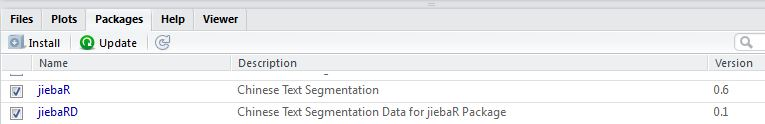 Files Plots Packages Help Viewer
Install Update
Name Description Version
jiebaR Chinese Text Segmentation 0.6
jiebaRD Chinese Text Segmentation Data for jiebaR Package 0.1